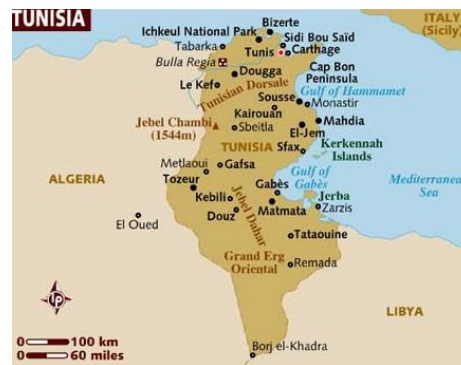 TUNISIA
ITALY
(Sicily)
Bizerte
Ichkeul National Park
Sidi Bou Saïd
Tabarka
Tunis
Carthage
Bulla Regia
Cap Bon
Peninsula
Dougga
Le Kef
Tunisian Dorsale
Gulf of Hammamet
Sousse
Monastir
Kairouan
Jebel Chambi
(1544m)
Mahdia
El-Jem
Sbeitla
TUNISIA
Sfax
Kerkennah
Islands
Metlaoui
Gafsa
Gulf of
Gabès
ALGERIA
Tozeur
Gabès
Mediterranean
Sea
Kebili
Jerba
Zarzis
Douz
Matmata
El Oued
Jebel Dahar
Tataouine
Grand Erg
Oriental
Remada
lp
LIBYA
0 100 km
0 60 miles
Borj el-Khadra